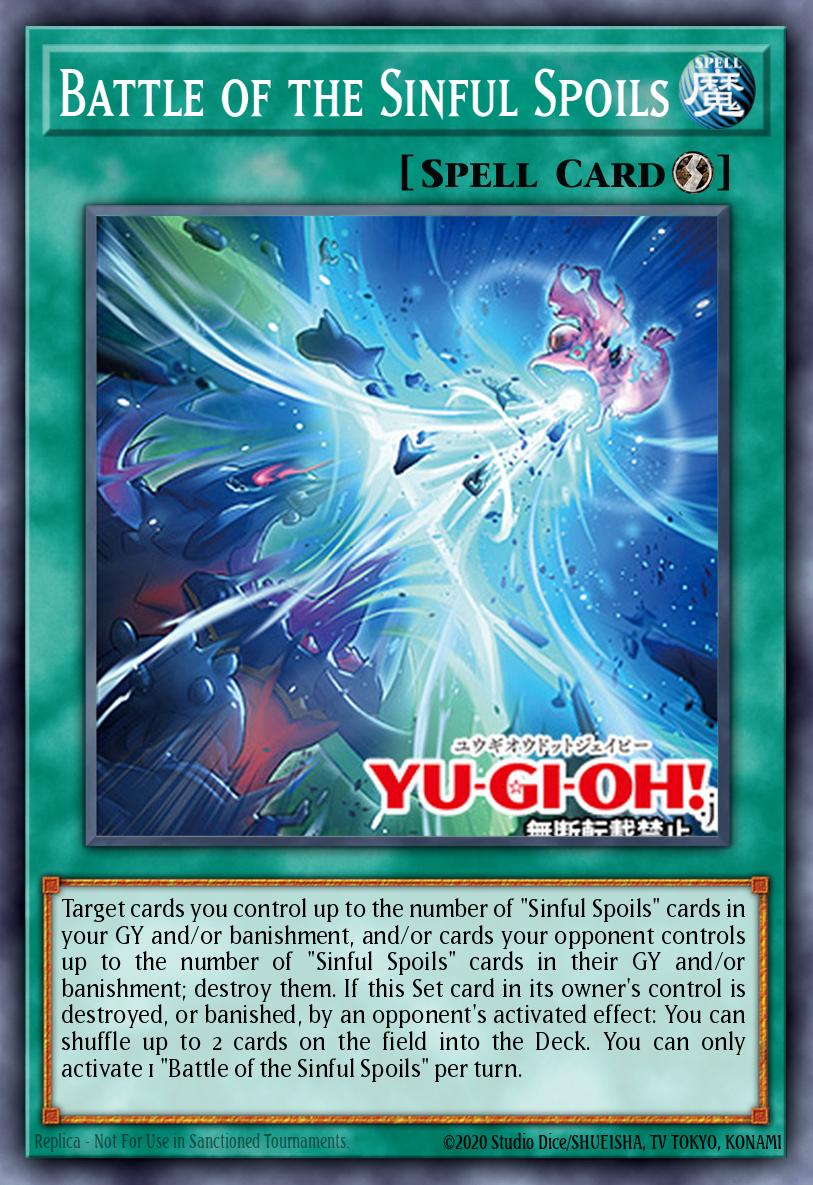 BATTLE OF THE SINFUL SPOILS
SPELL
魔
[SPELL CARD]
ユウギオウドットジェイピー
YU-GI-OH!.j
無断転載禁止
Target cards you control up to the number of "Sinful Spoils" cards in
your GY and/or banishment, and/or cards your opponent controls
up to the number of "Sinful Spoils" cards in their GY and/or
banishment; destroy them. If this Set card in its owner's control is
destroyed, or banished, by an opponent's activated effect: You can
shuffle up to 2 cards on the field into the Deck. You can only
activate 1 "Battle of the Sinful Spoils" per turn.
Replica - Not For Use in Sanctioned Tournaments.
©2020 Studio Dice/SHUEISHA, TV TOKYO, KONAMI